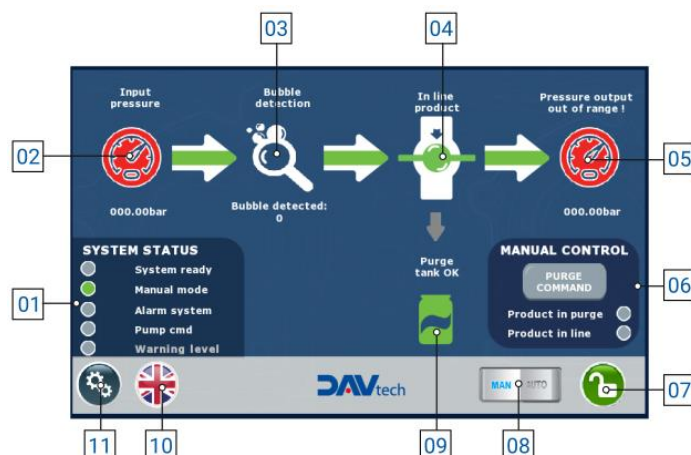 03
04
Input
pressure
Bubble
detection
In line
product
Pressure output
out of range !
02
05
000.00bar
Bubble detected:
0
000.00bar
SYSTEM STATUS
System ready
Manual mode
Alarm system
Pump cmd
Warning level
01
Purge
tank OK
MANUAL CONTROL
PURGE
COMMAND
Product in purge
Product in line
06
DAVtech
MAN AUTO
07
11
10
09
08